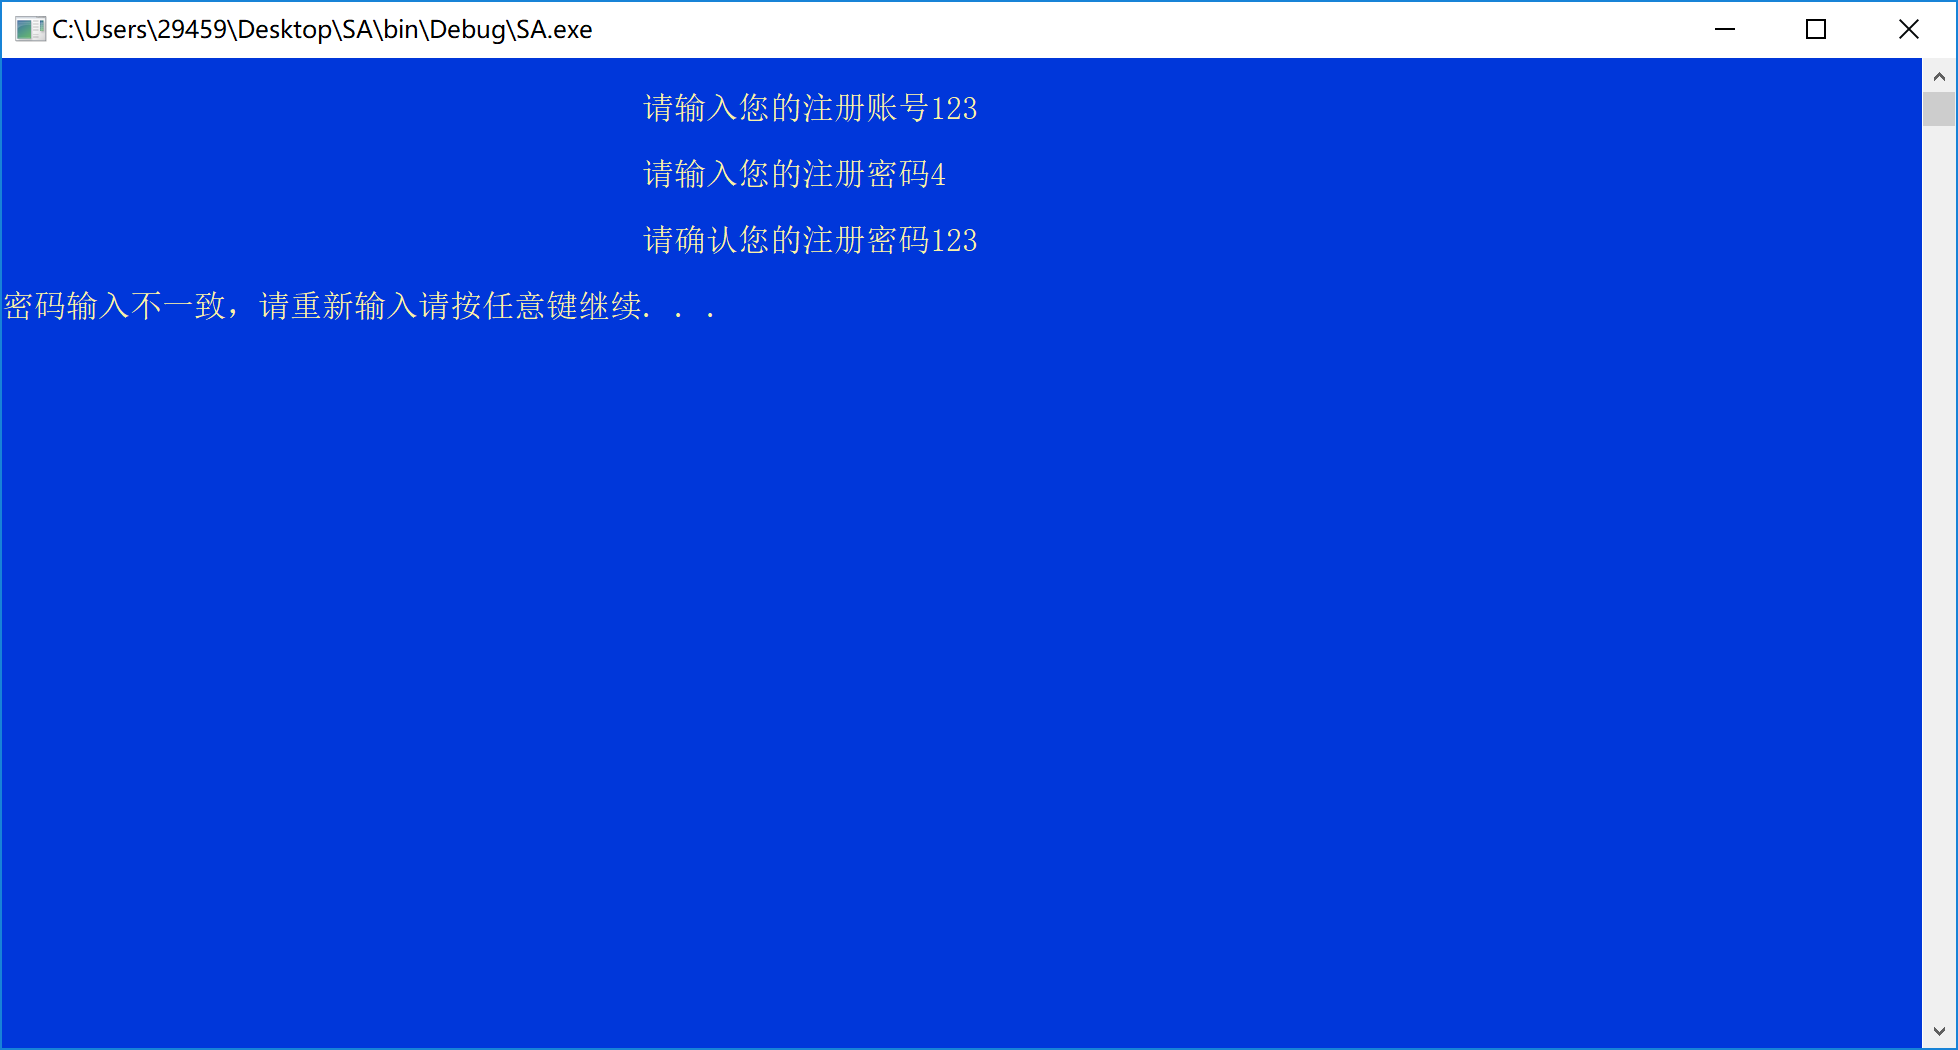 C:\Users\29459\Desktop\SA\bin\Debug\SA.exe
请输入您的注册账号123
请输入您的注册密码4
请确认您的注册密码123
密码输入不一致，请重新输入请按任意键继续. . .